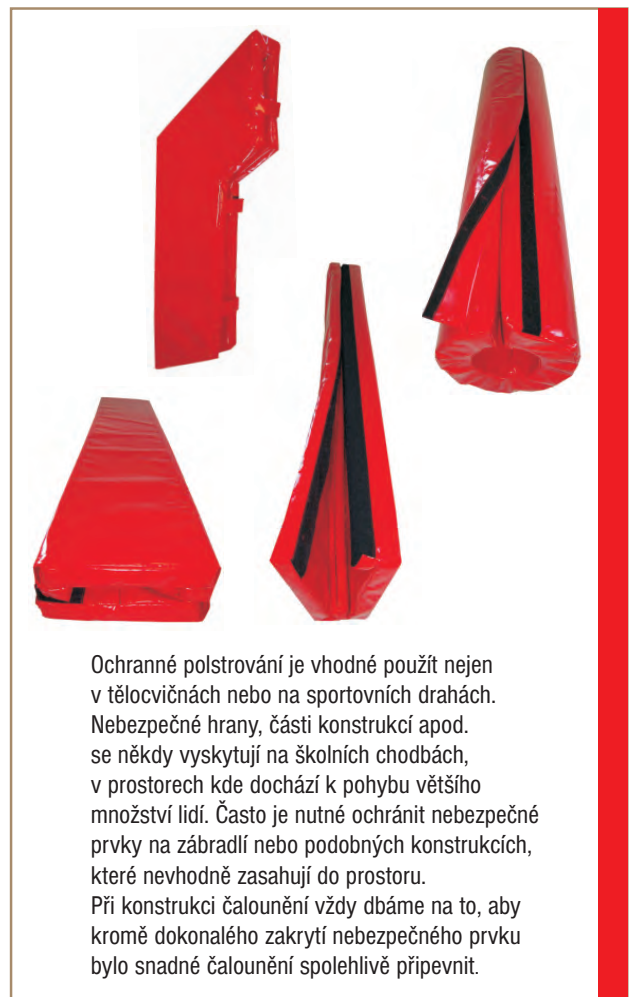 Ochranné polstrování je vhodné použít nejen
v tělocvičnách nebo na sportovních drahách.
Nebezpečné hrany, části konstrukcí apod.
se někdy vyskytují na školních chodbách,
v prostorech kde dochází k pohybu většího
množství lidí. Často je nutné ochránit nebezpečné
prvky na zábradlí nebo podobných konstrukcích,
které nevhodně zasahují do prostoru.
Při konstrukci čalounění vždy dbáme na to, aby
kromě dokonalého zakrytí nebezpečného prvku
bylo snadné čalounění spolehlivě připevnit.